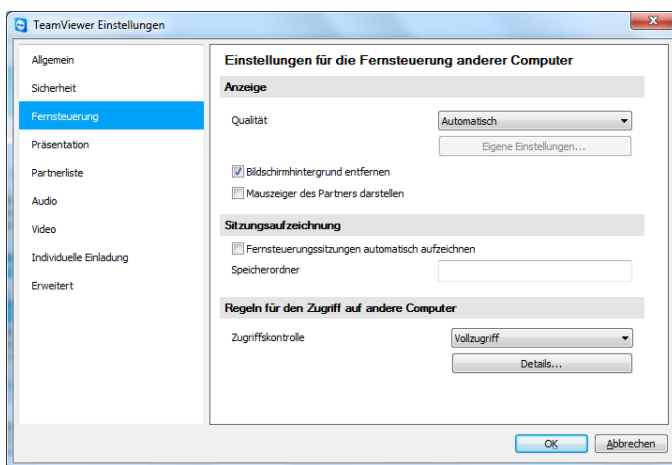 TeamViewer Einstellungen
Allgemein
Sicherheit
Fernsteuerung
Präsentation
Partnerliste
Audio
Video
Individuelle Einladung
Erweitert
Einstellungen für die Fernsteuerung anderer Computer
Anzeige
Qualität
Automatisch
Eigene Einstellungen...
Bildschirmhintergrund entfernen
Mauszeiger des Partners darstellen
Sitzungsaufzeichnung
Fernsteuerungssitzungen automatisch aufzeichnen
Speicherordner
Regeln für den Zugriff auf andere Computer
Zugriffskontrolle
Vollzugriff
Details...
OK
Abbrechen